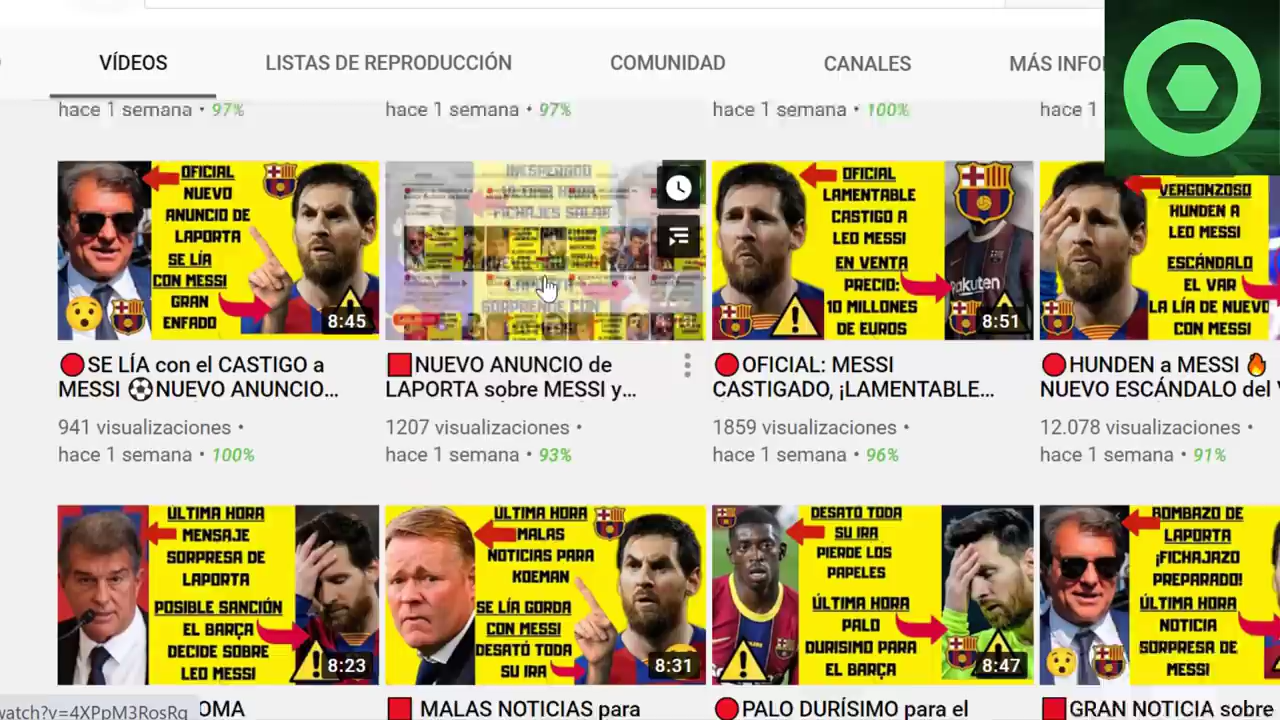 VÍDEOS
LISTAS DE REPRODUCCIÓN
COMUNIDAD
CANALES
MÁS INFO
hace 1 semana • 97%
hace 1 semana • 97%
hace 1 semana • 100%
hace 1
OFICIAL
NUEVO
ANUNCIO DE
LAPORTA
SE LÍA
CON MESSI
GRAN
ENFADO
8:45
INESPERADO
OFICIAL
LAMENTABLE
CASTIGO A
LEO MESSI
EN VENTA
PRECIO:
10 MILLONES
DE EUROS
Rakuten
8:51
VERGONZOSO
HUNDEN A
LEO MESSI
ESCÁNDALO
EL VAR
LA LÍA DE NUEVO
CON MESSI
🔴SE LÍA con el CASTIGO a
MESSI ⚽NUEVO ANUNCIO...
941 visualizaciones •
hace 1 semana • 100%
🟥NUEVO ANUNCIO de
LAPORTA sobre MESSI y...
1207 visualizaciones •
hace 1 semana • 93%
🔴OFICIAL: MESSI
CASTIGADO, ¡LAMENTABLE...
1859 visualizaciones •
hace 1 semana • 96%
🔴HUNDEN a MESSI 🔥
NUEVO ESCÁNDALO del
12.078 visualizaciones •
hace 1 semana • 91%
ÚLTIMA HORA
MENSAJE
SORPRESA DE
LAPORTA
POSIBLE SANCIÓN
EL BARÇA
DECIDE SOBRE
LEO MESSI
8:23
ÚLTIMA HORA
MALAS
NOTICIAS PARA
KOEMAN
SE LÍA GORDA
CON MESSI
DESATÓ TODA
SU IRA
8:31
DESATÓ TODA
SU IRA
PIERDE LOS
PAPELES
ÚLTIMA HORA
PALO
DURISIMO PARA
EL BARÇA
8:47
BOMBAZO DE
LAPORTA
¡FICHAJAZO
PREPARADO!
ÚLTIMA HORA
NOTICIA
SORPRESA DE
MESSI
watch?v=4XPpM3RosRg
OMA
🟥 MALAS NOTICIAS para
🔴PALO DURÍSIMO para el
🟥GRAN NOTICIA sobre